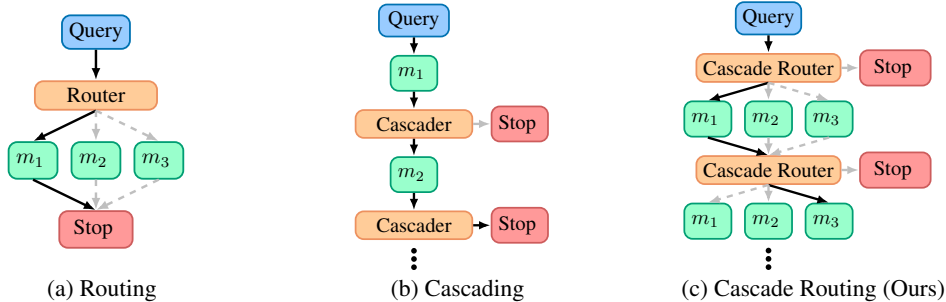 Query
Router
m1
m2
m3
Stop
(a) Routing
Query
m1
Cascader
Stop
m2
Cascader
Stop
(b) Cascading
Query
Cascade Router
Stop
m1
m2
m3
Cascade Router
Stop
m1
m2
m3
(c) Cascade Routing (Ours)